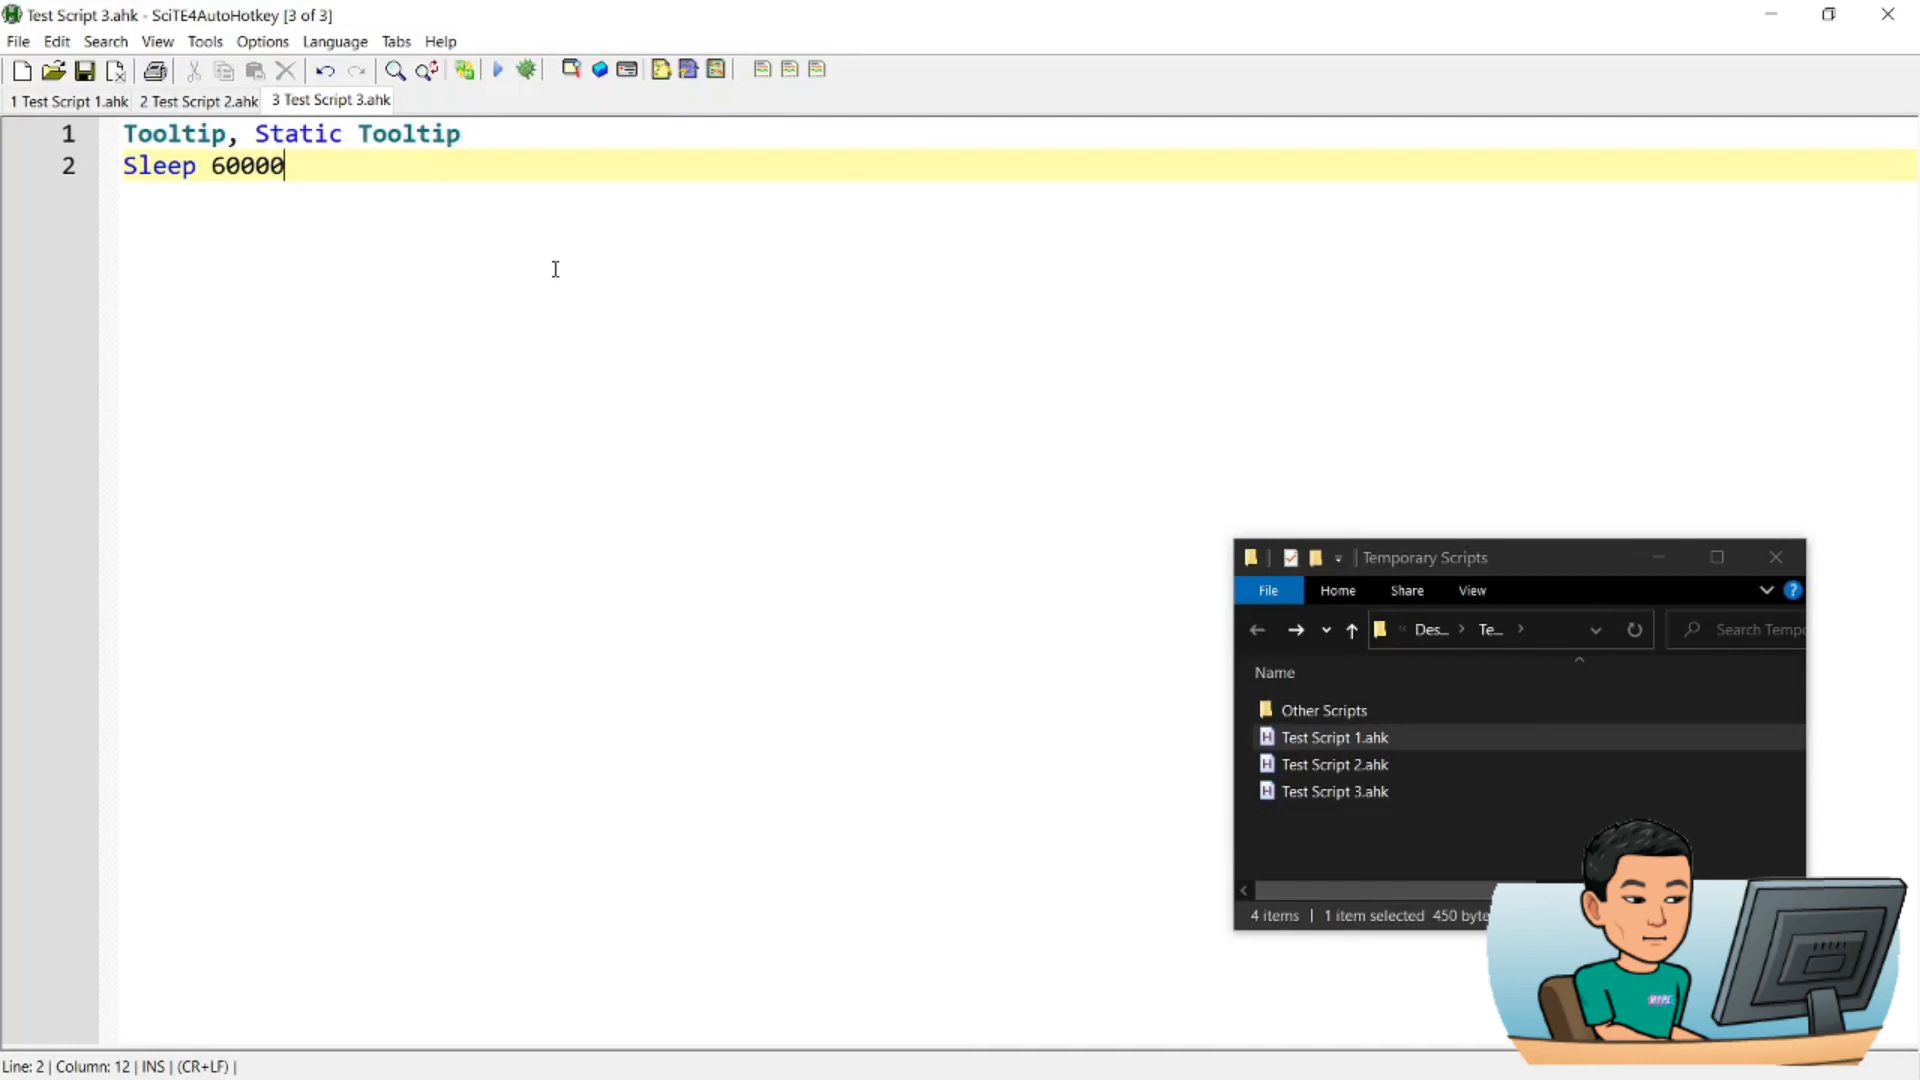 Test Script 3.ahk - SciTE4AutoHotkey [3 of 3]
File Edit Search View Tools Options Language Tabs Help
1 Test Script 1.ahk 2 Test Script 2.ahk 3 Test Script 3.ahk
1 Tooltip, Static Tooltip
2 Sleep 60000
Temporary Scripts
File Home Share View
« Des... > Te... > Search Tempo
Name
Other Scripts
Test Script 1.ahk
Test Script 2.ahk
Test Script 3.ahk
4 items | 1 item selected 450 byte
Line: 2 | Column: 12 | INS | (CR+LF) |